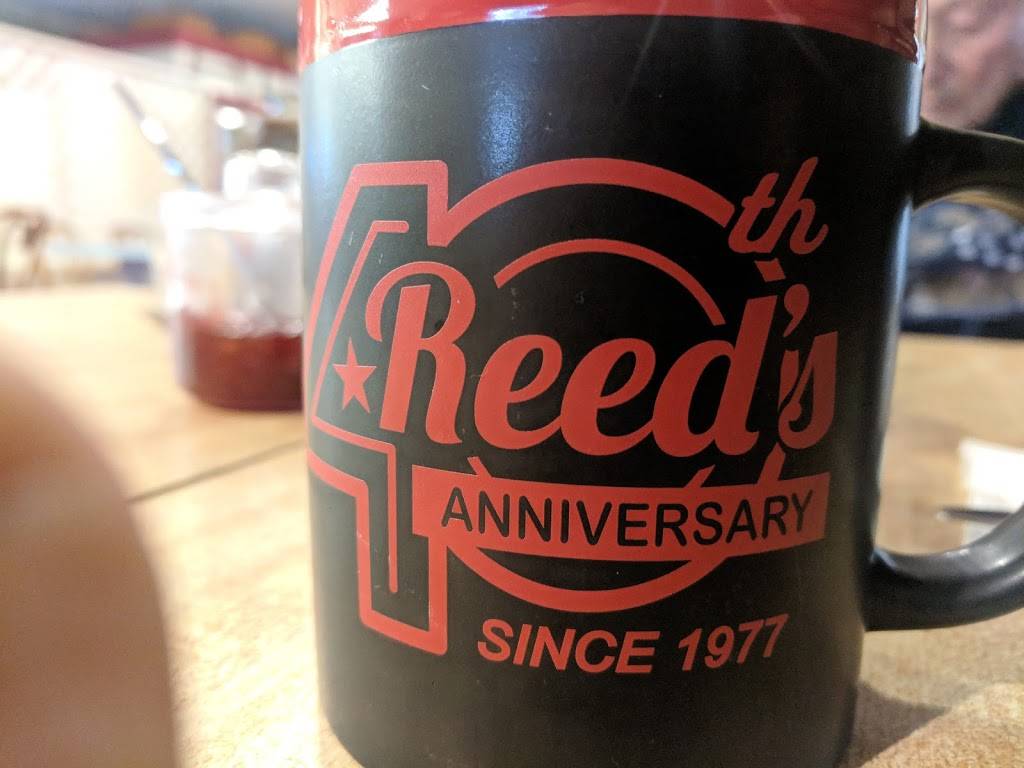 40th
Reed's
ANNIVERSARY
SINCE 1977